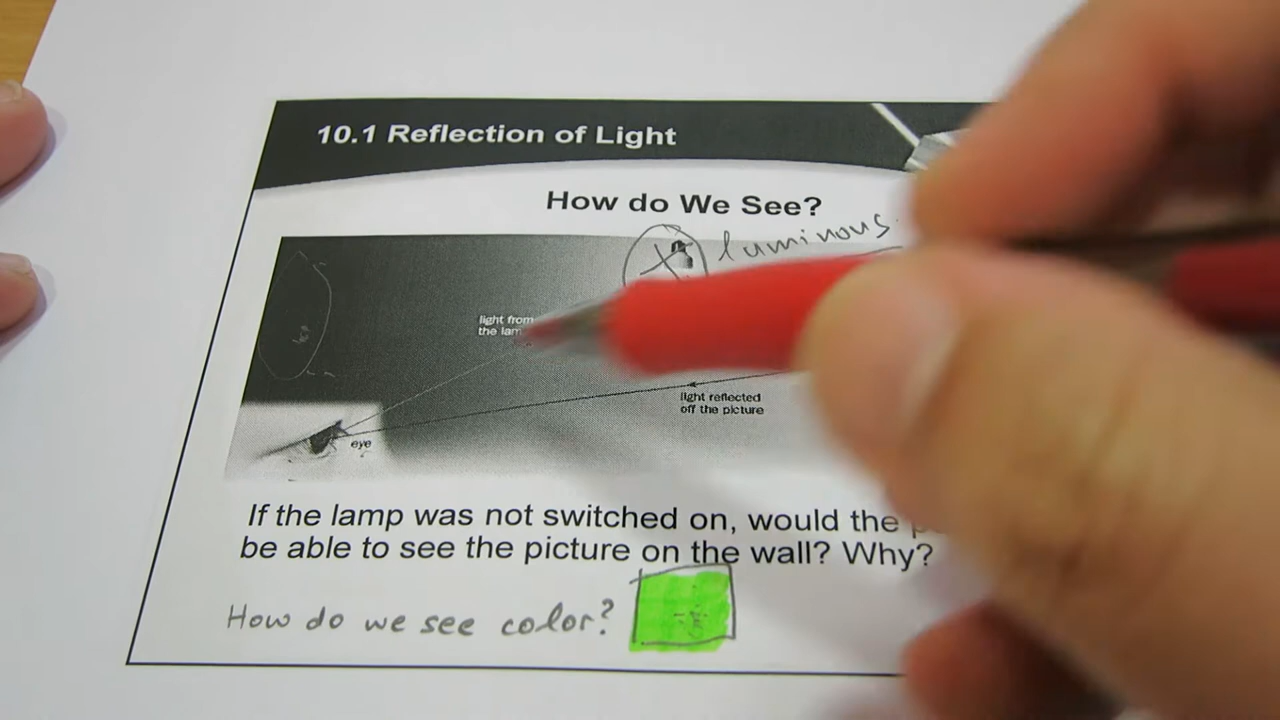 10.1 Reflection of Light
How do We See?
luminous
light from
the
light reflected
off the picture
eye
If the lamp was not switched on, would the
be able to see the picture on the wall? Why?
How do we see color?